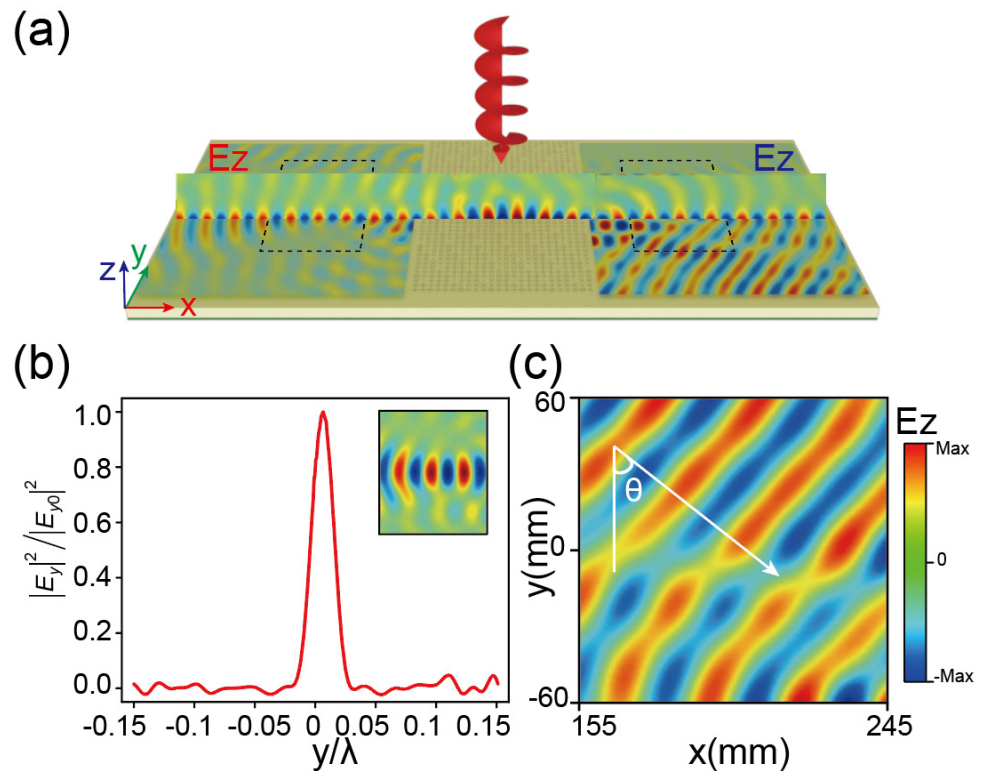 (a)
Ez
Ez
z
y
x
(b)
|E_y|²/|E_y0|²
1.0
0.8
0.6
0.4
0.2
0.0
-0.15
-0.1
-0.05
0
0.05
0.1
0.15
y/λ
(c)
y(mm)
60
0
-60
θ
155
245
x(mm)
Ez
Max
0
-Max